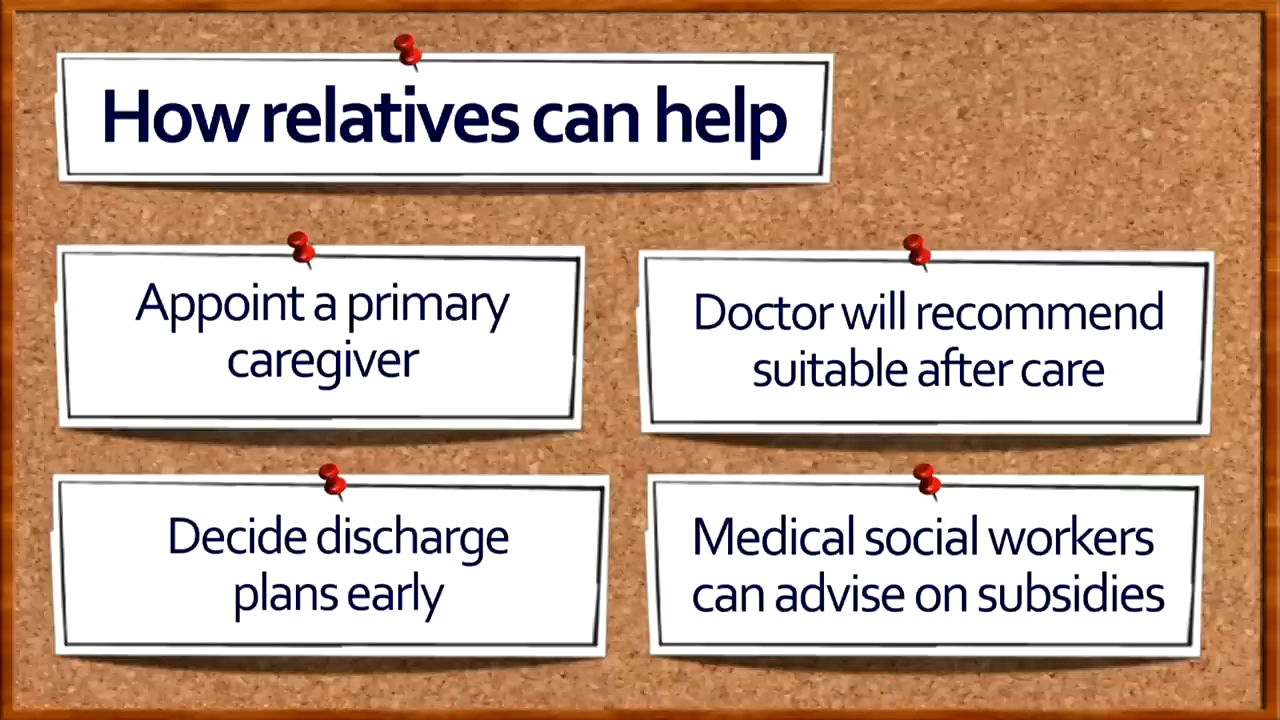 How relatives can help
Appoint a primary
caregiver
Doctor will recommend
suitable after care
Decide discharge
plans early
Medical social workers
can advise on subsidies